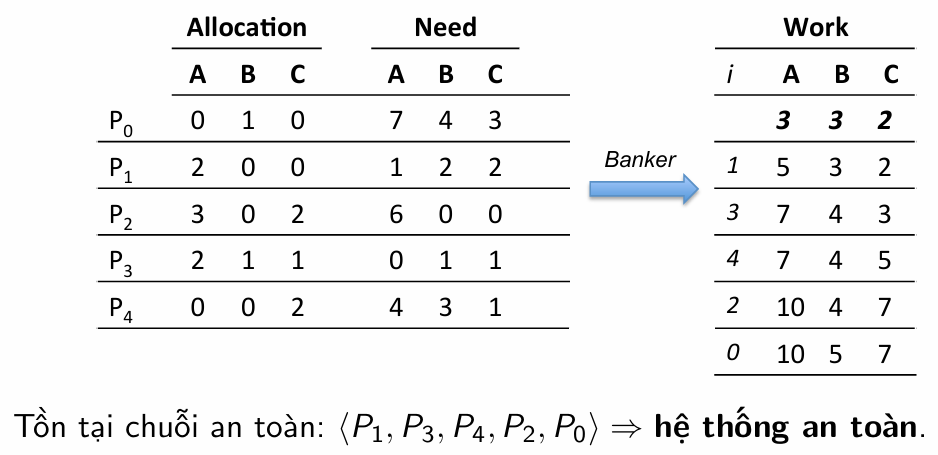 Allocation Need Work
A B C A B C i A B C
P0 0 1 0 7 4 3 3 3 2
P1 2 0 0 1 2 2 Banker 1 5 3 2
P2 3 0 2 6 0 0 3 7 4 3
P3 2 1 1 0 1 1 4 7 4 5
P4 0 0 2 4 3 1 2 10 4 7
0 10 5 7
Tồn tại chuỗi an toàn: ⟨P1, P3, P4, P2, P0⟩ ⇒ hệ thống an toàn.